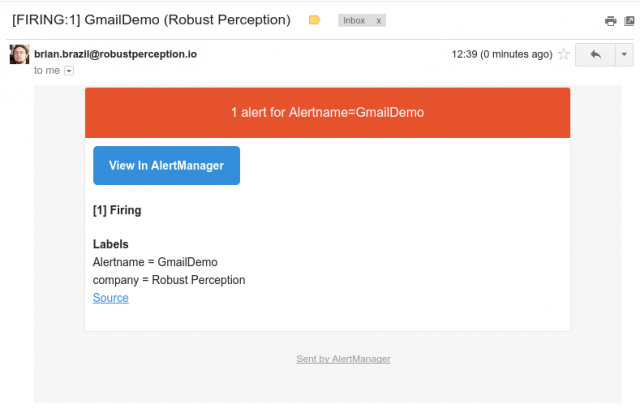 [FIRING:1] GmailDemo (Robust Perception)
Inbox x
brian.brazil@robustperception.io
12:39 (0 minutes ago)
to me
1 alert for Alertname=GmailDemo
View In AlertManager
[1] Firing
Labels
Alertname = GmailDemo
company = Robust Perception
Source
Sent by AlertManager